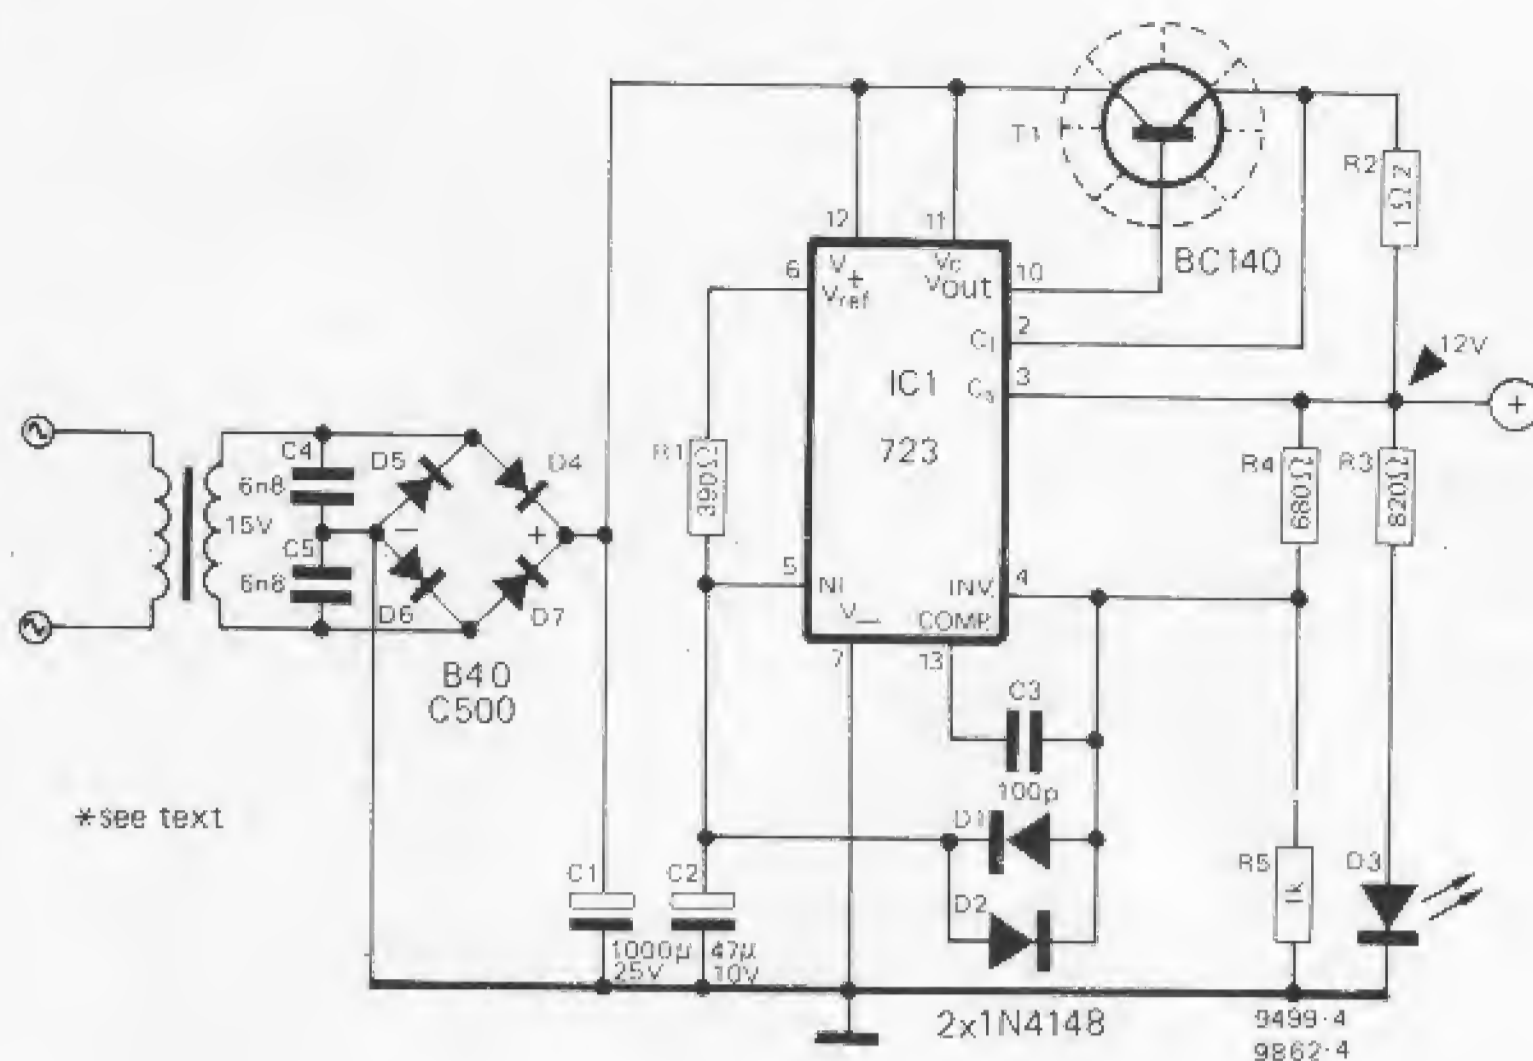 T1
R2
1Ω2
BC140
12
11
6
V+
Vc
Vref
Vout
10
2
C
12V
IC1
3
723
+
R1
390Ω
R4
680Ω
R3
820Ω
C4
6n8
D5
D4
15V
−
+
C5
6n8
D6
D7
5
NI
INV.
4
V−
COMP.
7
13
B40
C500
C3
100p
*see text
D1
C1
C2
D2
R5
1k
D3
1000μ
25V
47μ
10V
2x1N4148
9499·4
9862·4